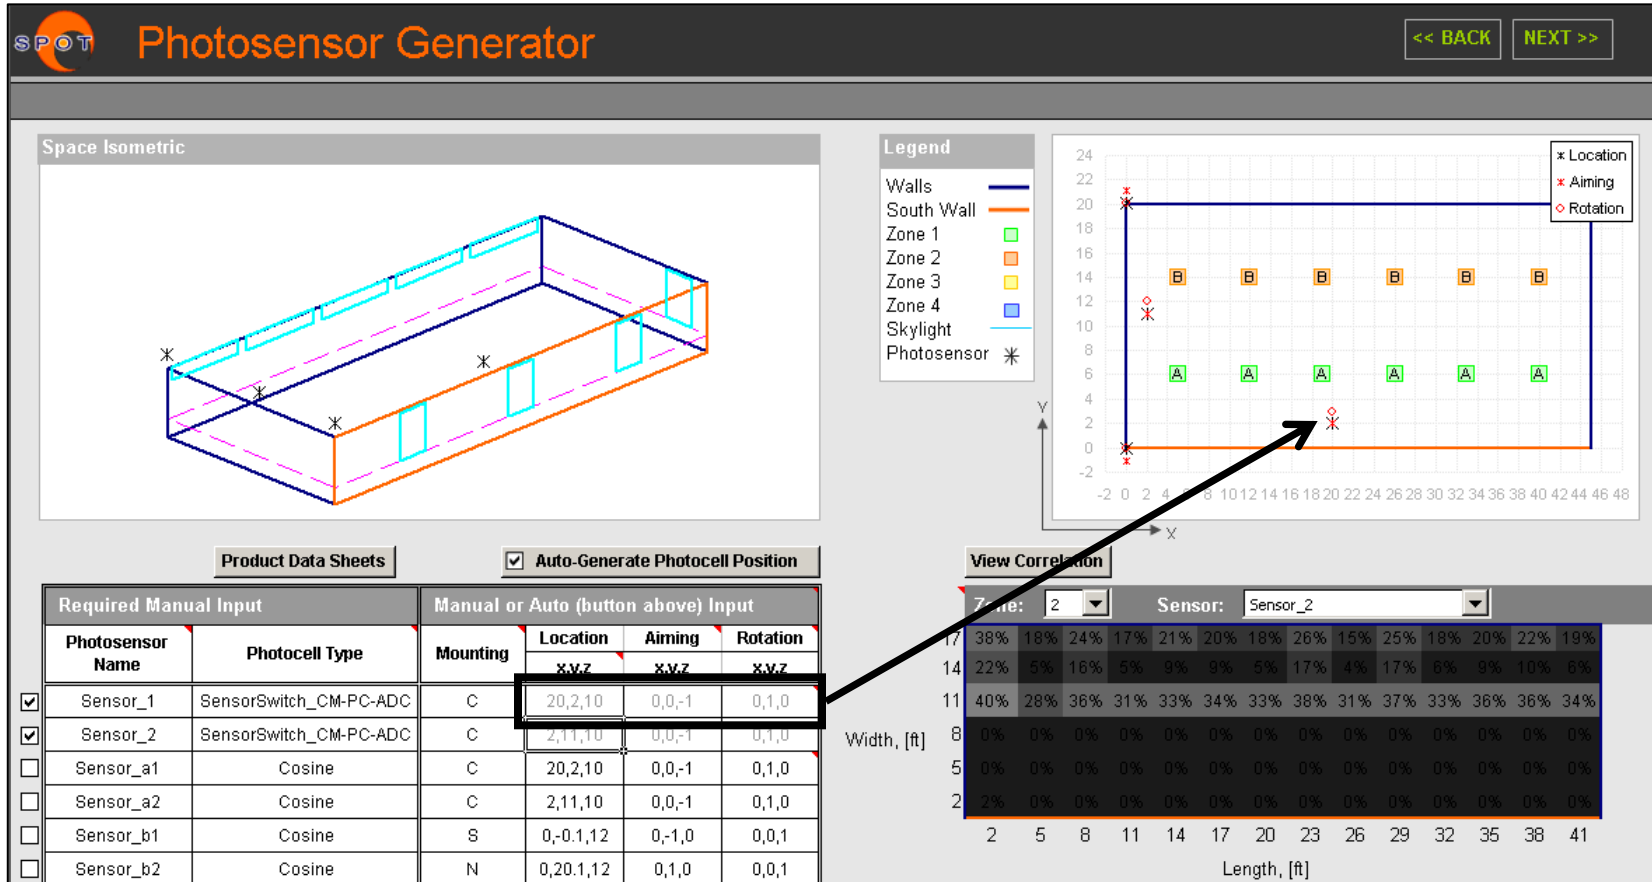 SPOT Photosensor Generator << BACK NEXT >>
Space Isometric
Legend
Walls
South Wall
Zone 1
Zone 2
Zone 3
Zone 4
Skylight
Photosensor
24
22
20
18
16
14
12
10
8
6
4
2
0
-2
-2 0 2 4 8 10 12 14 16 18 20 22 24 26 28 30 32 34 36 38 40 42 44 46 48
Location
Aiming
Rotation
B B B B B B
A A A A A A
Y
X
Product Data Sheets
Auto-Generate Photocell Position
View Correlation
Required Manual Input Manual or Auto (button above) Input
Photosensor Name Photocell Type Mounting Location Aiming Rotation
x,y,z x,y,z x,y,z
Sensor_1 SensorSwitch_CM-PC-ADC C 20,2,10 0,0,-1 0,1,0
Sensor_2 SensorSwitch_CM-PC-ADC C 2,11,10 0,0,-1 0,1,0
Sensor_a1 Cosine C 20,2,10 0,0,-1 0,1,0
Sensor_a2 Cosine C 2,11,10 0,0,-1 0,1,0
Sensor_b1 Cosine S 0,-0.1,12 0,-1,0 0,0,1
Sensor_b2 Cosine N 0,20.1,12 0,1,0 0,0,1
Zone: 2 Sensor: Sensor_2
17 38% 18% 24% 17% 21% 20% 18% 26% 15% 25% 18% 20% 22% 19%
14 22% 5% 16% 5% 9% 9% 5% 17% 4% 17% 6% 9% 10% 6%
11 40% 28% 36% 31% 33% 34% 33% 38% 31% 37% 33% 36% 36% 34%
8 0% 0% 0% 0% 0% 0% 0% 0% 0% 0% 0% 0% 0% 0%
5 0% 0% 0% 0% 0% 0% 0% 0% 0% 0% 0% 0% 0% 0%
2 2% 0% 0% 0% 0% 0% 0% 0% 0% 0% 0% 0% 0% 0%
Width, [ft]
2 5 8 11 14 17 20 23 26 29 32 35 38 41
Length, [ft]